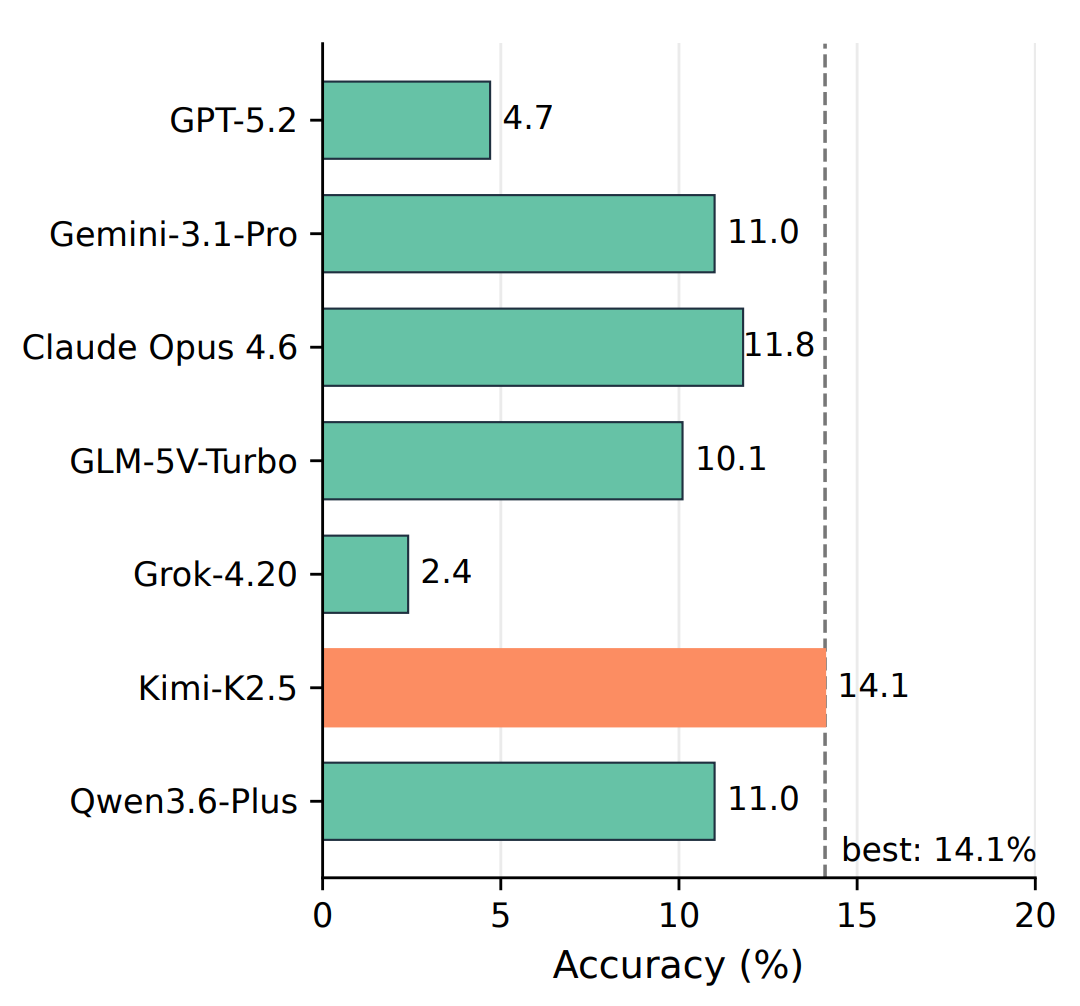 GPT-5.2 4.7
Gemini-3.1-Pro 11.0
Claude Opus 4.6 11.8
GLM-5V-Turbo 10.1
Grok-4.20 2.4
Kimi-K2.5 14.1
Qwen3.6-Plus 11.0
best: 14.1%
0 5 10 15 20
Accuracy (%)